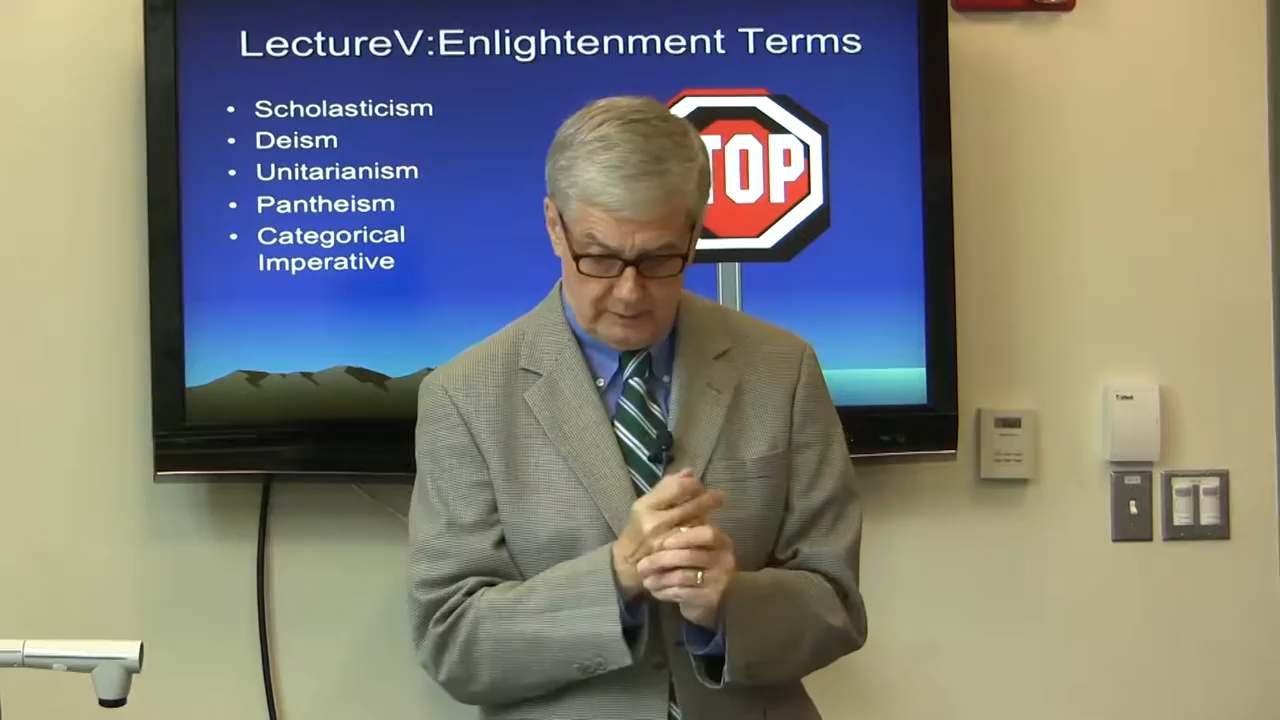 LectureV:Enlightenment Terms
• Scholasticism
• Deism
• Unitarianism
• Pantheism
• Categorical
Imperative
TOP